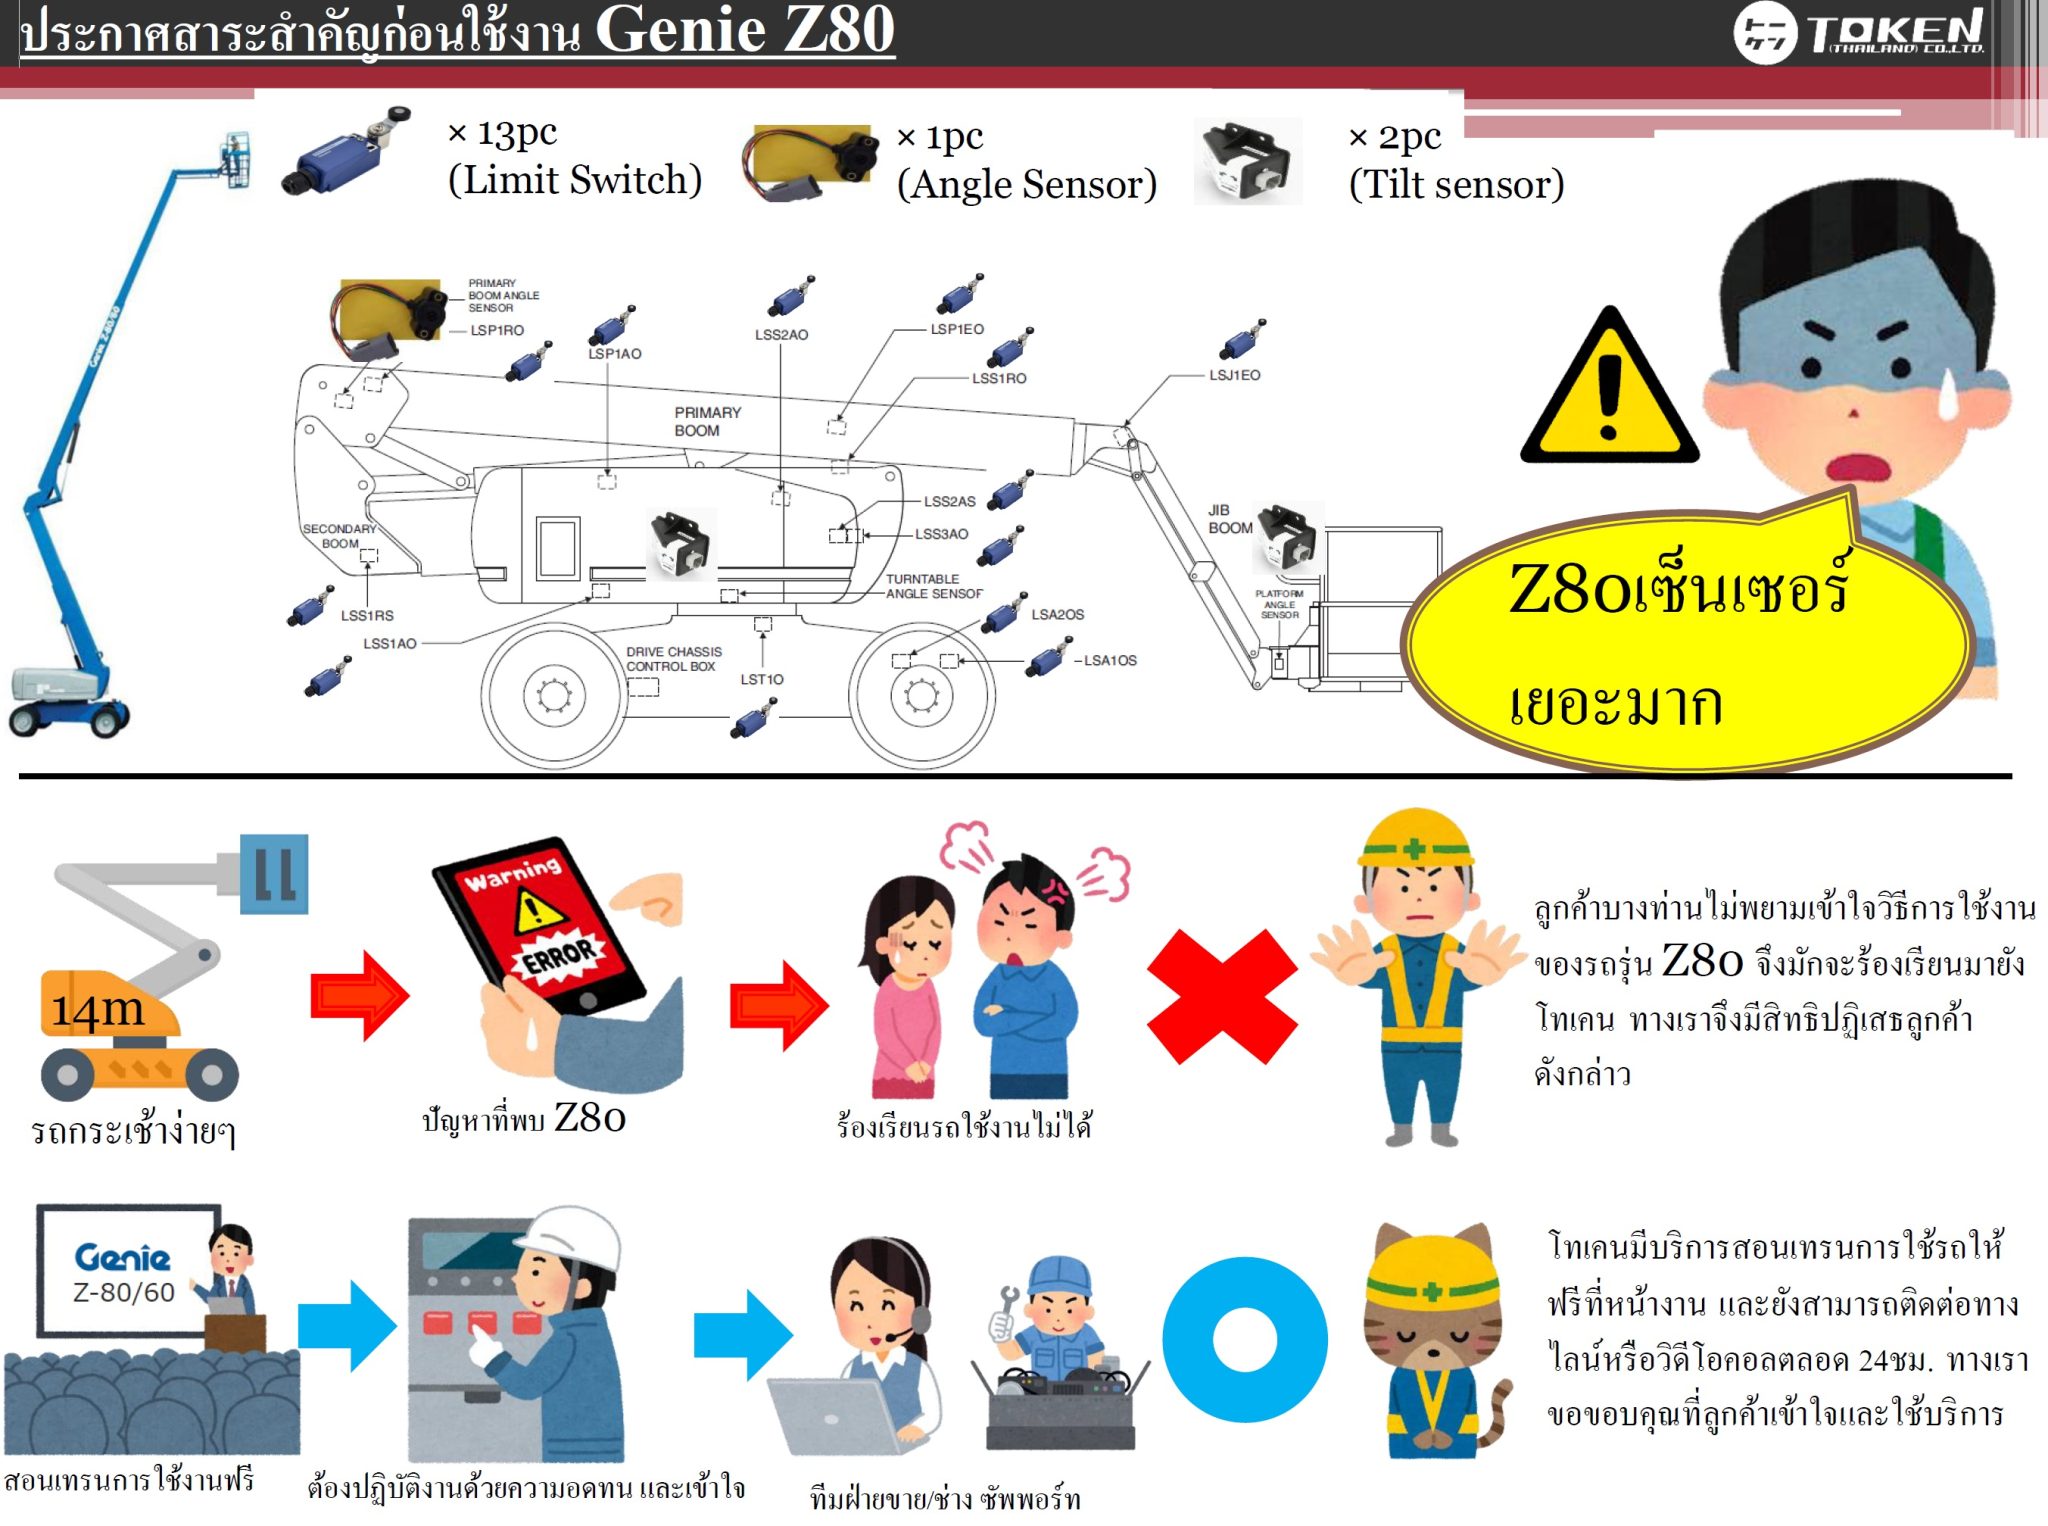 ประกาศสาระสำคัญก่อนใช้งาน Genie Z80
トーケン TOKEN
(THAILAND) CO.,LTD.
× 13pc
(Limit Switch)
× 1pc
(Angle Sensor)
× 2pc
(Tilt sensor)
Genie Z-80/60
PRIMARY
BOOM ANGLE
SENSOR
LSP1RO
LSP1AO
LSS2AO
LSP1EO
LSS1RO
LSJ1EO
PRIMARY
BOOM
LSS2AS
LSS3AO
SECONDARY
BOOM
JIB
BOOM
TURNTABLE
ANGLE SENSOR
PLATFORM
ANGLE
SENSOR
LSS1RS
LSS1AO
DRIVE CHASSIS
CONTROL BOX
LST1O
LSA2OS
LSA1OS
Z80เซ็นเซอร์
เยอะมาก
14m
รถกระเช้าง่ายๆ
Warning
ERROR
ปัญหาที่พบ Z80
ร้องเรียนรถใช้งานไม่ได้
ลูกค้าบางท่านไม่พยามเข้าใจวิธีการใช้งาน
ของรถรุ่น Z80 จึงมักจะร้องเรียนมายัง
โทเคน ทางเราจึงมีสิทธิปฏิเสธลูกค้า
ดังกล่าว
Genie
Z-80/60
สอนเทรนการใช้งานฟรี
ต้องปฏิบัติงานด้วยความอดทน และเข้าใจ
ทีมฝ่ายขาย/ช่าง ซัพพอร์ท
โทเคนมีบริการสอนเทรนการใช้รถให้
ฟรีที่หน้างาน และยังสามารถติดต่อทาง
ไลน์หรือวิดีโอคอลตลอด 24ชม. ทางเรา
ขอขอบคุณที่ลูกค้าเข้าใจและใช้บริการ